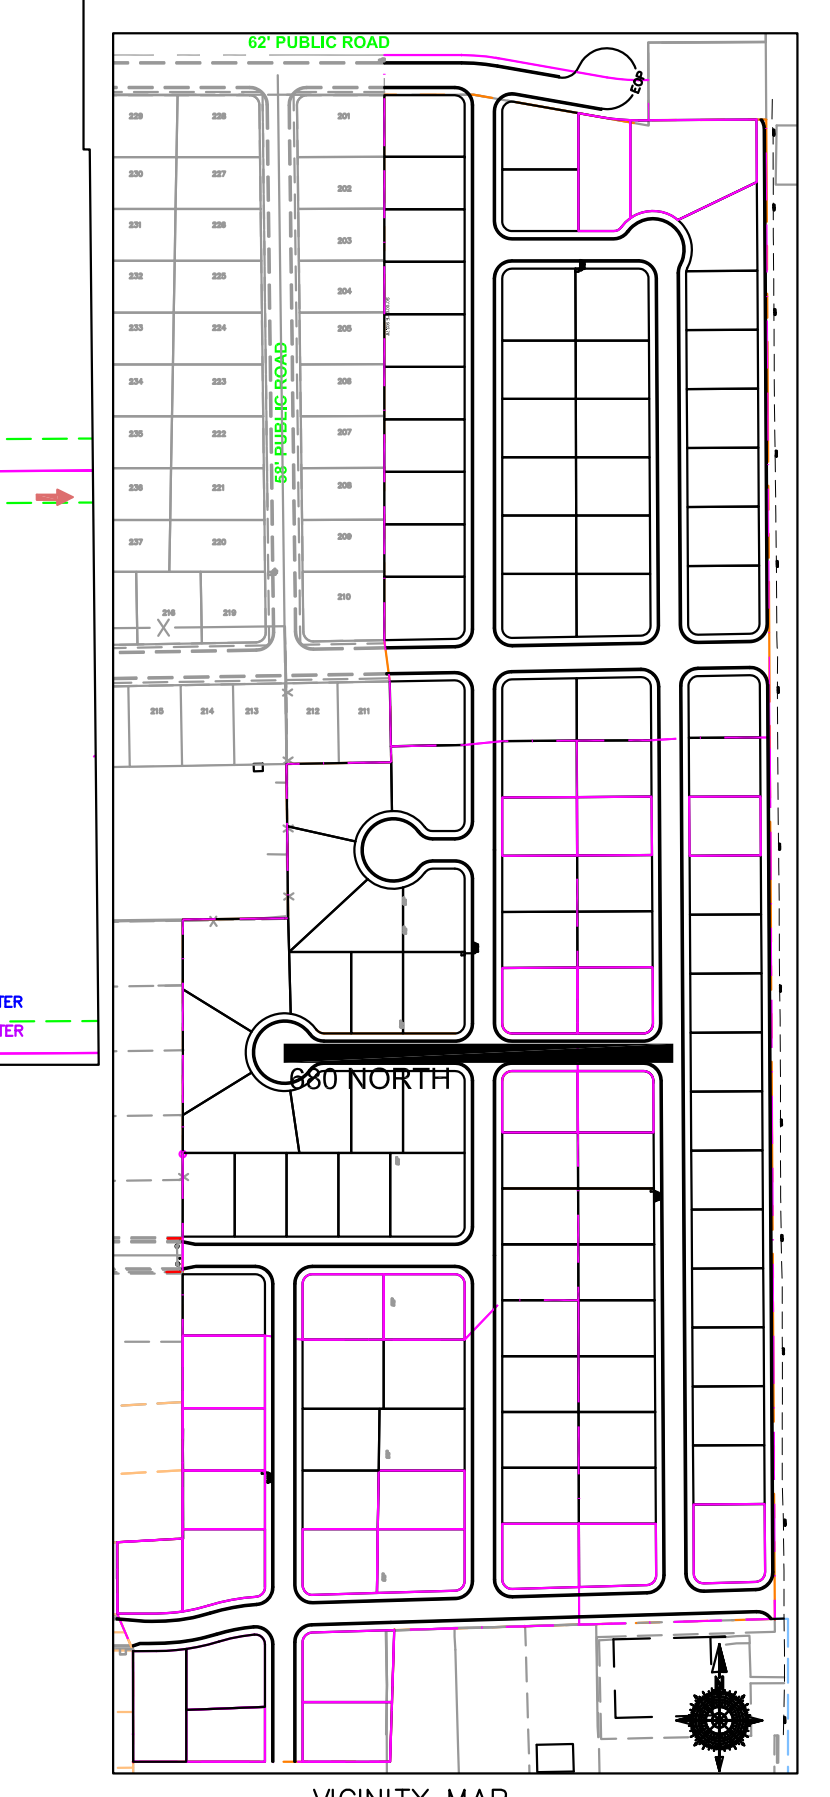 62' PUBLIC ROAD
EOP
229 228 201
230 227 202
231 226 203
232 225 204
233 224 205
234 223 206
235 222 207
236 221 208
237 220 209
218 219 210
58' PUBLIC ROAD
215 214 213 212 211
TER
TER
680 NORTH
N
VICINITY MAP